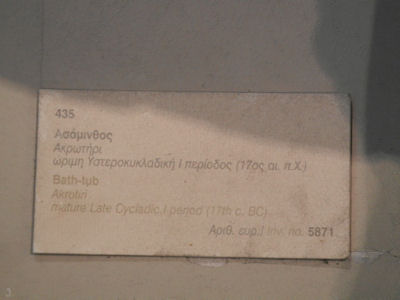 435
Ασάμινθος
Ακρωτήρι
ώριμη Υστεροκυκλαδική Ι περίοδος (17ος αι. π.Χ.)
Bath-tub
Akrotiri
mature Late Cycladic I period (17th c. BC)
Αριθ. ευρ./ Inv. no. 5871